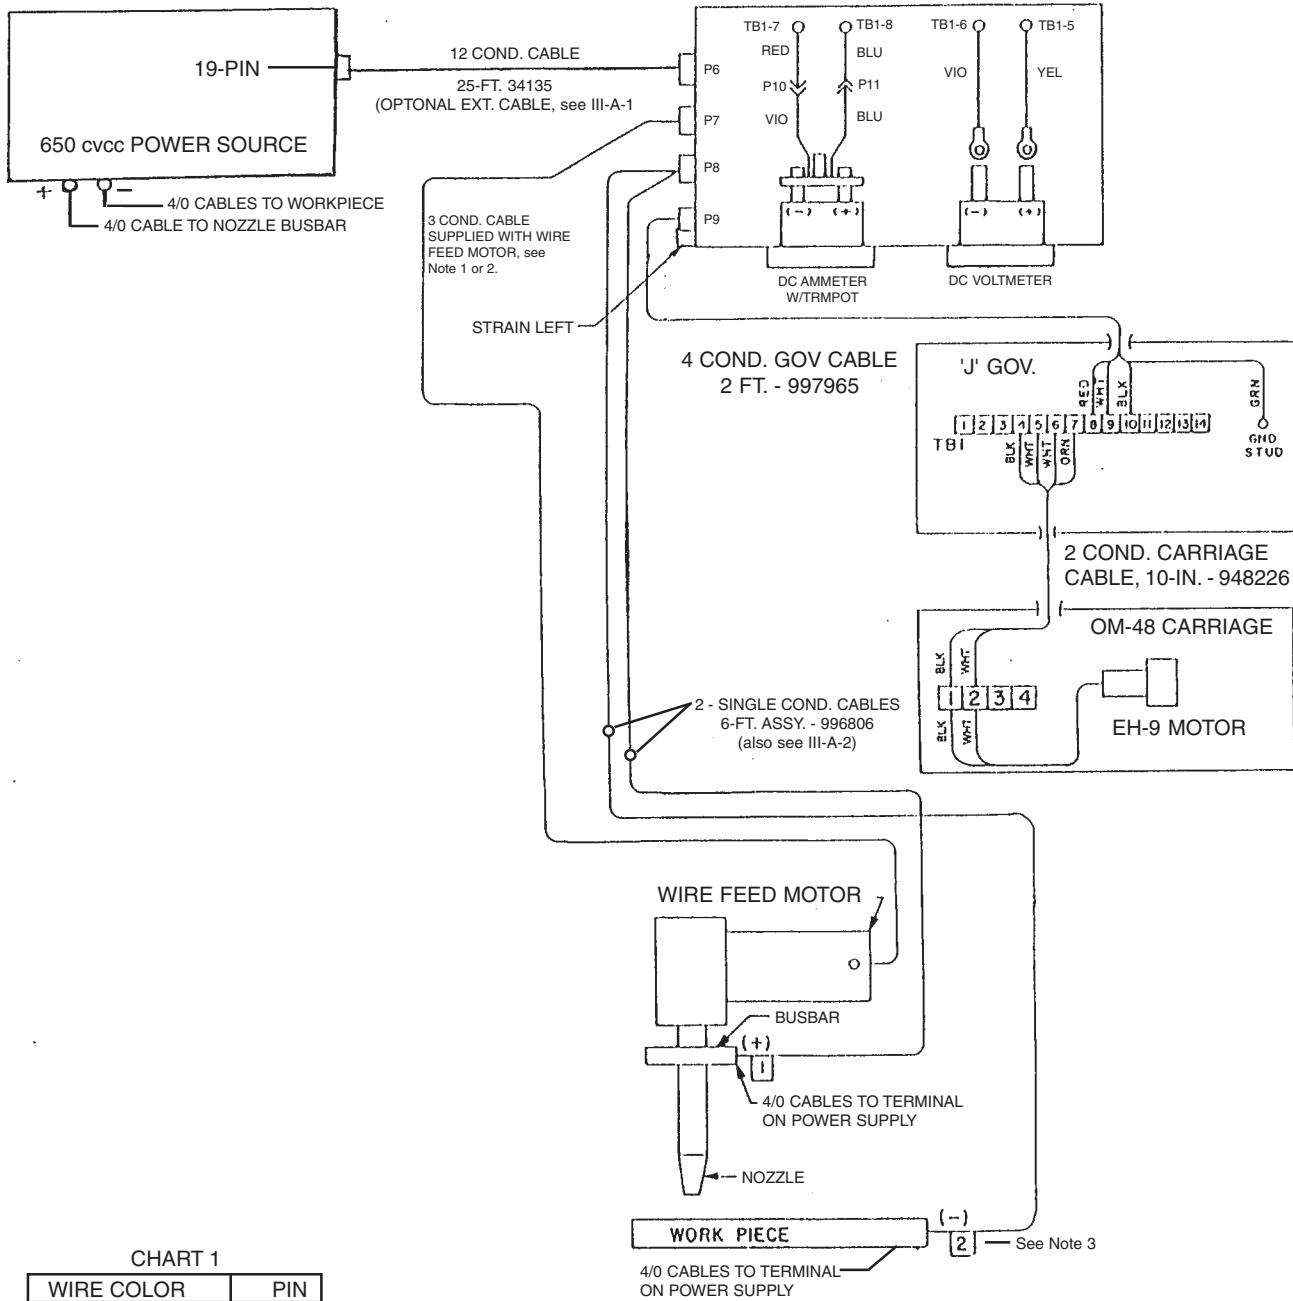 19-PIN
650 cvcc POWER SOURCE
+ –
4/0 CABLES TO WORKPIECE
4/0 CABLE TO NOZZLE BUSBAR
12 COND. CABLE
25-FT. 34135
(OPTONAL EXT. CABLE, see III-A-1
P6
P7
P8
P9
TB1-7
TB1-8
TB1-6
TB1-5
RED
BLU
VIO
YEL
P10
P11
VIO
BLU
(-) (+)
(-) (+)
DC AMMETER
W/TRMPOT
DC VOLTMETER
3 COND. CABLE
SUPPLIED WITH WIRE
FEED MOTOR, see
Note 1 or 2.
STRAIN LEFT
4 COND. GOV CABLE
2 FT. - 997965
'J' GOV.
RED
WHT
BLK
GRN
1 2 3 4 5 6 7 8 9 10 11 12 13 14
TB1
GND
STUD
BLK
WHT
WHT
ORN
2 COND. CARRIAGE
CABLE, 10-IN. - 948226
OM-48 CARRIAGE
BLK
WHT
1 2 3 4
BLK
WHT
EH-9 MOTOR
2 - SINGLE COND. CABLES
6-FT. ASSY. - 996806
(also see III-A-2)
WIRE FEED MOTOR
BUSBAR
(+)
1
4/0 CABLES TO TERMINAL
ON POWER SUPPLY
NOZZLE
WORK PIECE
(-)
2
See Note 3
4/0 CABLES TO TERMINAL
ON POWER SUPPLY
CHART 1
WIRE COLOR PIN